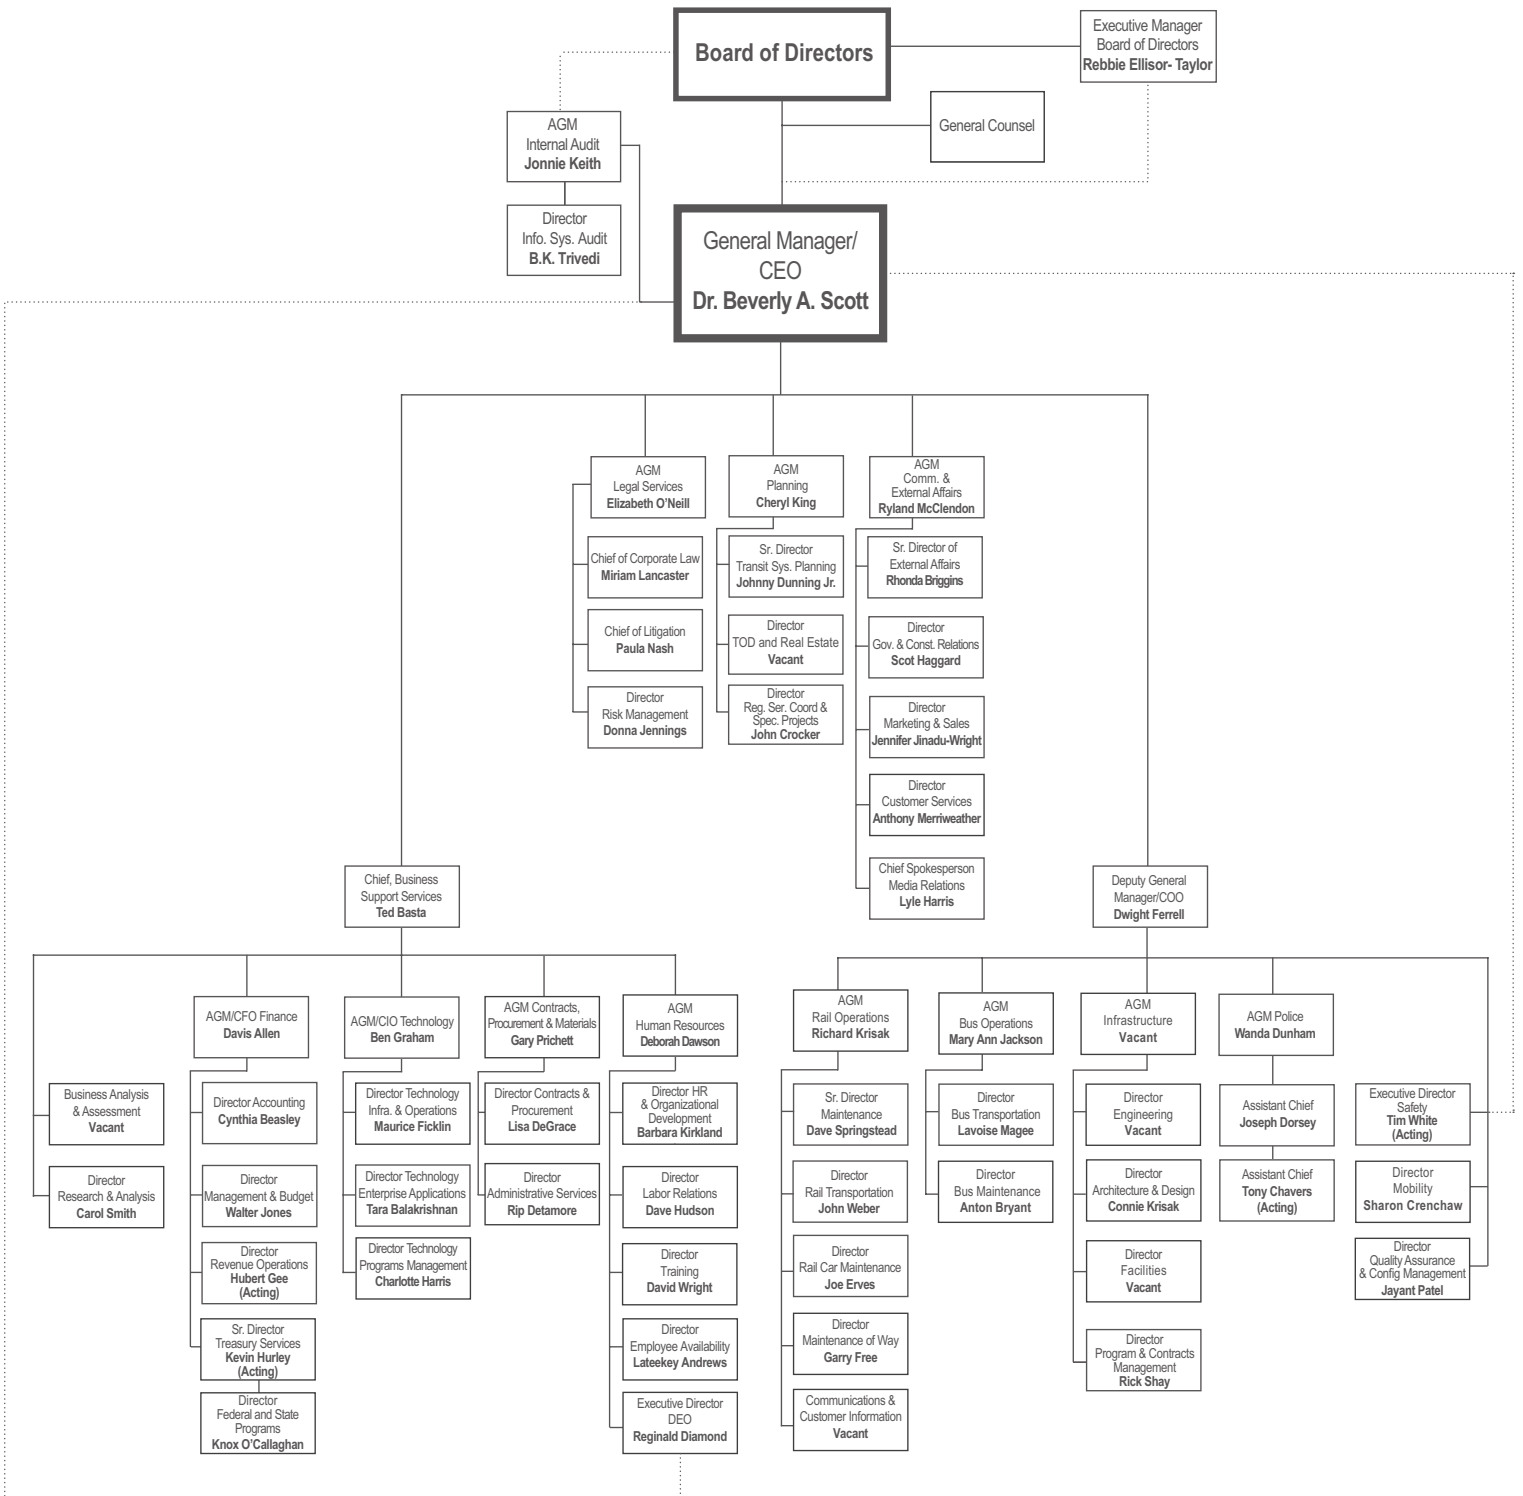 Board of Directors
Executive Manager
Board of Directors
Rebbie Ellisor- Taylor
General Counsel
AGM
Internal Audit
Jonnie Keith
Director
Info. Sys. Audit
B.K. Trivedi
General Manager/
CEO
Dr. Beverly A. Scott
AGM
Legal Services
Elizabeth O'Neill
Chief of Corporate Law
Miriam Lancaster
Chief of Litigation
Paula Nash
Director
Risk Management
Donna Jennings
AGM
Planning
Cheryl King
Sr. Director
Transit Sys. Planning
Johnny Dunning Jr.
Director
TOD and Real Estate
Vacant
Director
Reg. Ser. Coord &
Spec. Projects
John Crocker
AGM
Comm. &
External Affairs
Ryland McClendon
Sr. Director of
External Affairs
Rhonda Briggins
Director
Gov. & Const. Relations
Scot Haggard
Director
Marketing & Sales
Jennifer Jinadu-Wright
Director
Customer Services
Anthony Merriweather
Chief Spokesperson
Media Relations
Lyle Harris
Chief, Business
Support Services
Ted Basta
Business Analysis
& Assessment
Vacant
Director
Research & Analysis
Carol Smith
AGM/CFO Finance
Davis Allen
Director Accounting
Cynthia Beasley
Director
Management & Budget
Walter Jones
Director
Revenue Operations
Hubert Gee
(Acting)
Sr. Director
Treasury Services
Kevin Hurley
(Acting)
Director
Federal and State
Programs
Knox O'Callaghan
AGM/CIO Technology
Ben Graham
Director Technology
Infra. & Operations
Maurice Ficklin
Director Technology
Enterprise Applications
Tara Balakrishnan
Director Technology
Programs Management
Charlotte Harris
AGM Contracts,
Procurement & Materials
Gary Prichett
Director Contracts &
Procurement
Lisa DeGrace
Director
Administrative Services
Rip Detamore
AGM
Human Resources
Deborah Dawson
Director HR
& Organizational
Development
Barbara Kirkland
Director
Labor Relations
Dave Hudson
Director
Training
David Wright
Director
Employee Availability
Lateekey Andrews
Executive Director
DEO
Reginald Diamond
Deputy General
Manager/COO
Dwight Ferrell
AGM
Rail Operations
Richard Krisak
Sr. Director
Maintenance
Dave Springstead
Director
Rail Transportation
John Weber
Director
Rail Car Maintenance
Joe Erves
Director
Maintenance of Way
Garry Free
Communications &
Customer Information
Vacant
AGM
Bus Operations
Mary Ann Jackson
Director
Bus Transportation
Lavoise Magee
Director
Bus Maintenance
Anton Bryant
AGM
Infrastructure
Vacant
Director
Engineering
Vacant
Director
Architecture & Design
Connie Krisak
Director
Facilities
Vacant
Director
Program & Contracts
Management
Rick Shay
AGM Police
Wanda Dunham
Assistant Chief
Joseph Dorsey
Assistant Chief
Tony Chavers
(Acting)
Executive Director
Safety
Tim White
(Acting)
Director
Mobility
Sharon Crenchaw
Director
Quality Assurance
& Config Management
Jayant Patel